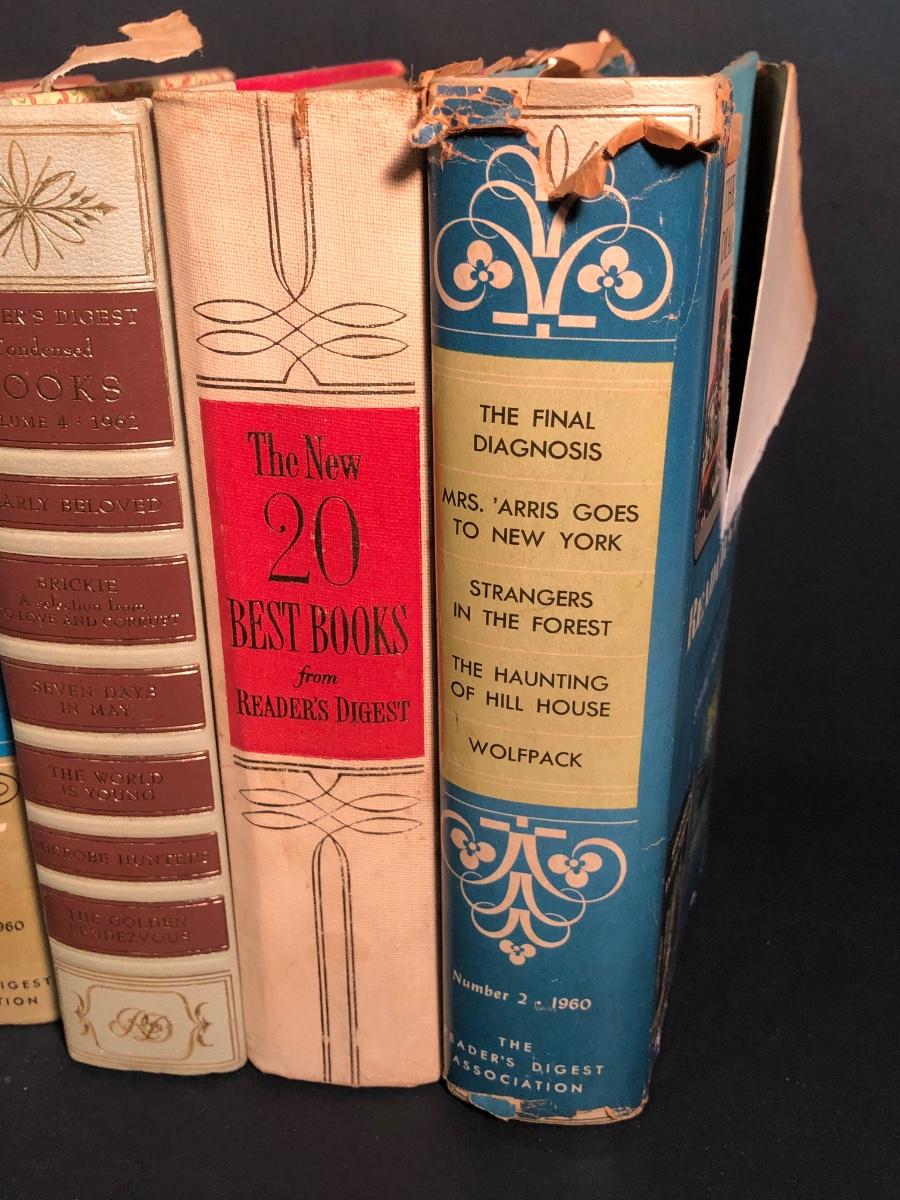 ER'S DIGEST
Condensed
OOKS
LUME 4 · 1962
ARLY BELOVED
BRICKIE
A selection from
O LOVE AND CORRUPT
SEVEN DAYS
IN MAY
THE WORLD
IS YOUNG
MICROBE HUNTERS
THE GOLDEN
RENDEZVOUS
RD
960
IGEST
TION
The New
20
BEST BOOKS
from
READER'S DIGEST
THE FINAL
DIAGNOSIS
MRS. 'ARRIS GOES
TO NEW YORK
STRANGERS
IN THE FOREST
THE HAUNTING
OF HILL HOUSE
WOLFPACK
Number 2 · 1960
THE
EADER'S DIGEST
ASSOCIATION